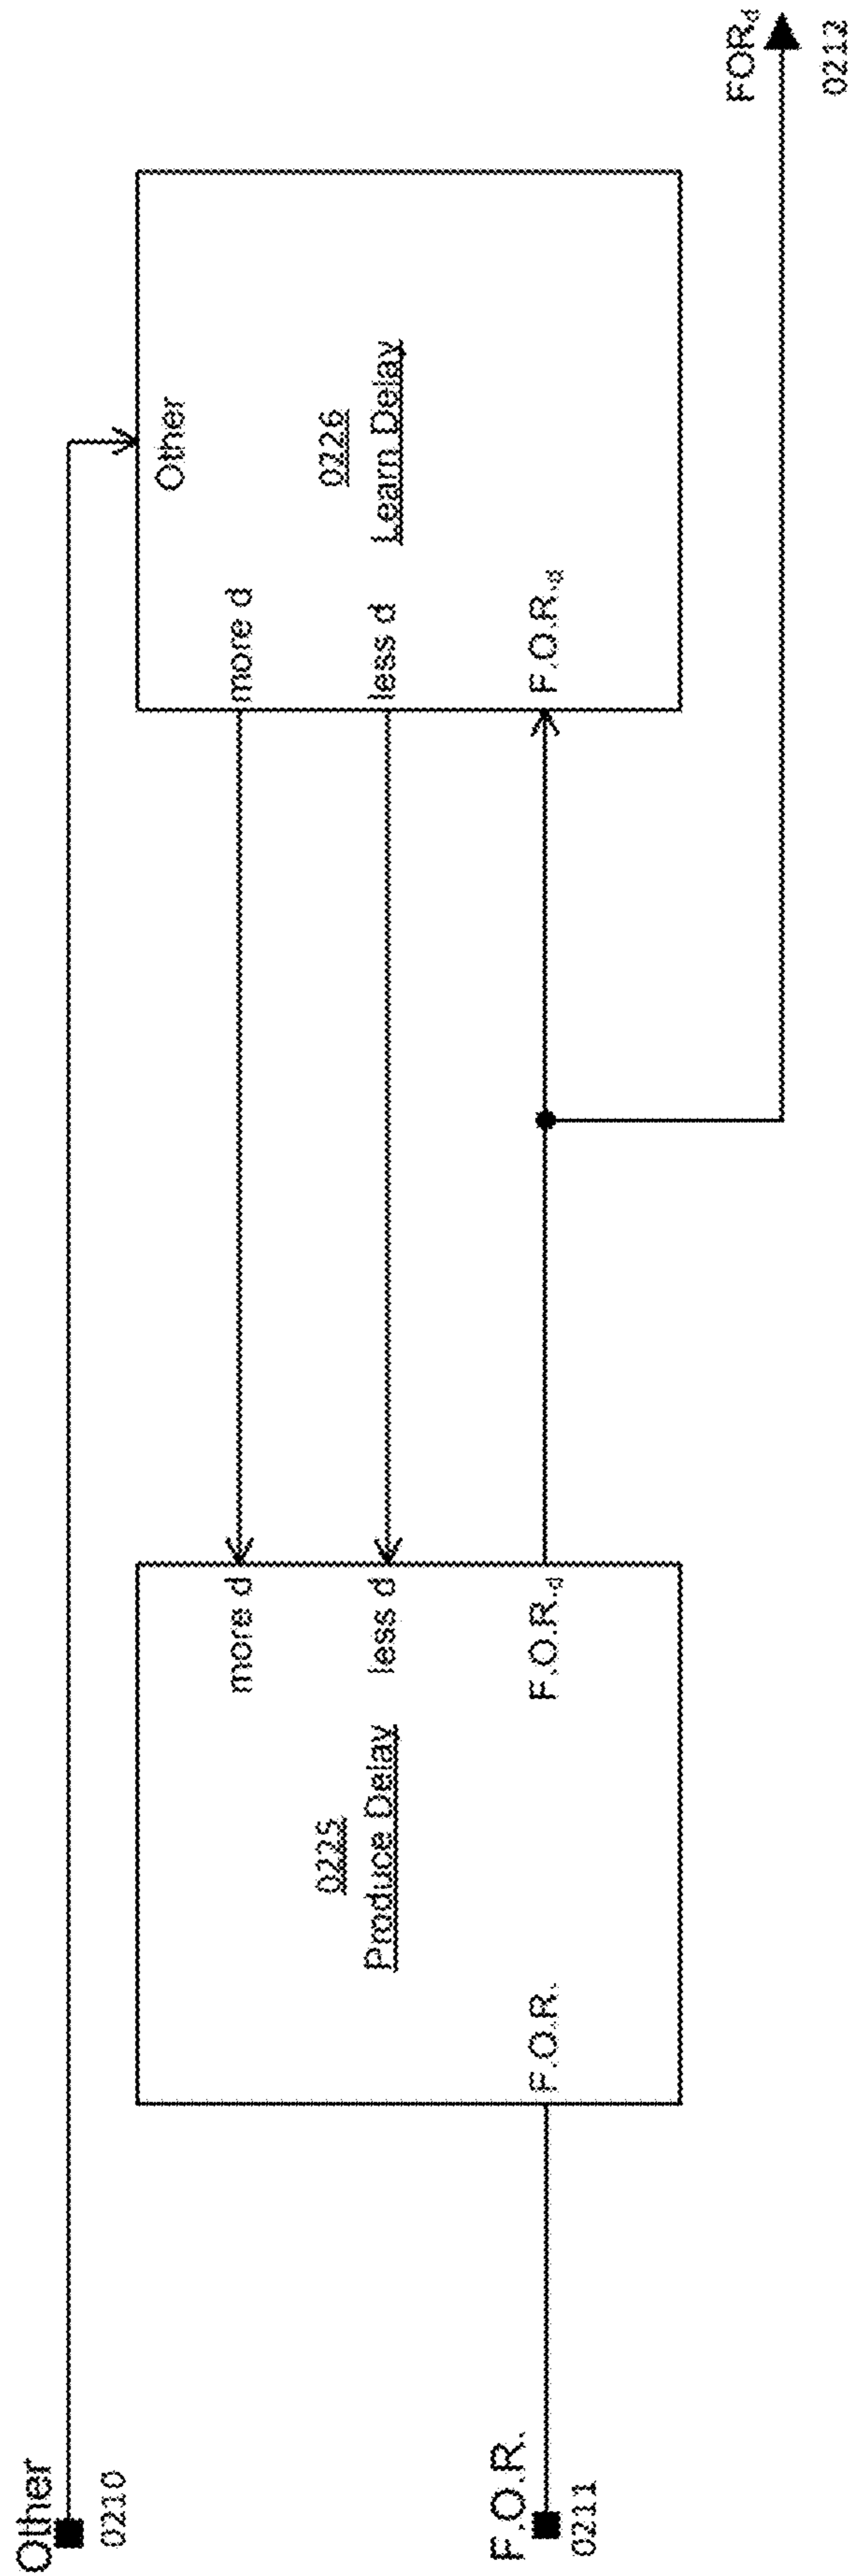 Other
0210
F.O.R.
0211
0225
Produce Delay
F.O.R.
more d
less d
F.O.R.d
more d
less d
F.O.R.d
Other
0226
Learn Delay
FORd
0212